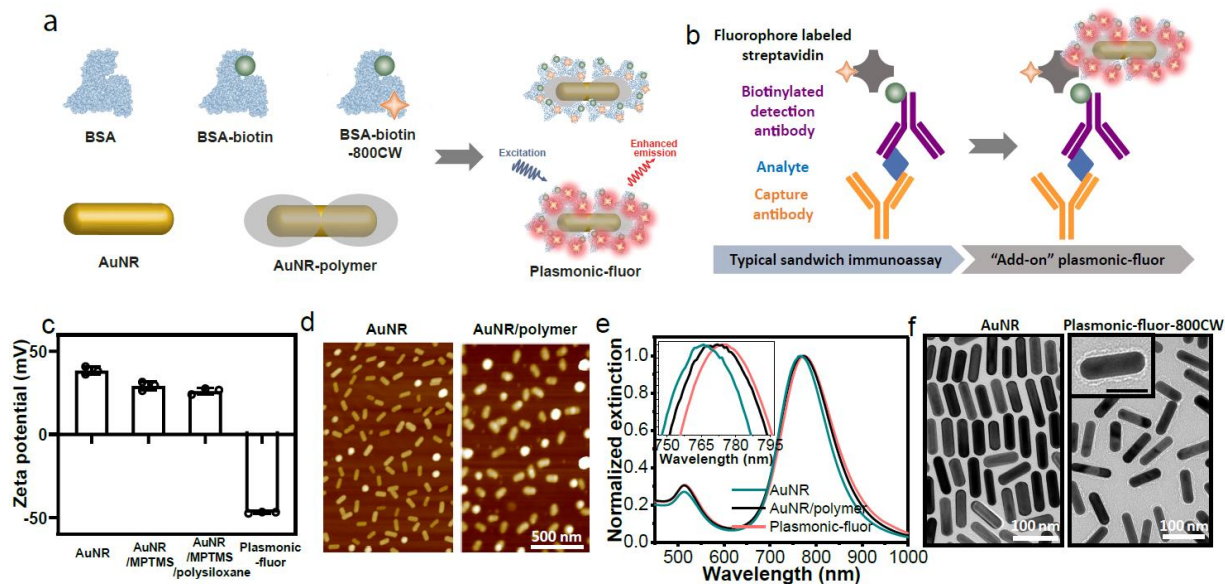 a
BSA
BSA-biotin
BSA-biotin
-800CW
AuNR
AuNR-polymer
Excitation
Enhanced
emission
Plasmonic-fluor
b
Fluorophore labeled
streptavidin
Biotinylated
detection
antibody
Analyte
Capture
antibody
Typical sandwich immunoassay
"Add-on" plasmonic-fluor
c
Zeta potential (mV)
50
0
-50
AuNR
AuNR
/MPTMS
AuNR
/MPTMS
/polysiloxane
Plasmonic
-fluor
d
AuNR
AuNR/polymer
500 nm
e
Normalized extinction
1.0
0.8
0.6
0.4
0.2
0.0
750 765 780 795
Wavelength (nm)
AuNR
AuNR/polymer
Plasmonic-fluor
500 600 700 800 900 1000
Wavelength (nm)
f
AuNR
Plasmonic-fluor-800CW
100 nm
100 nm